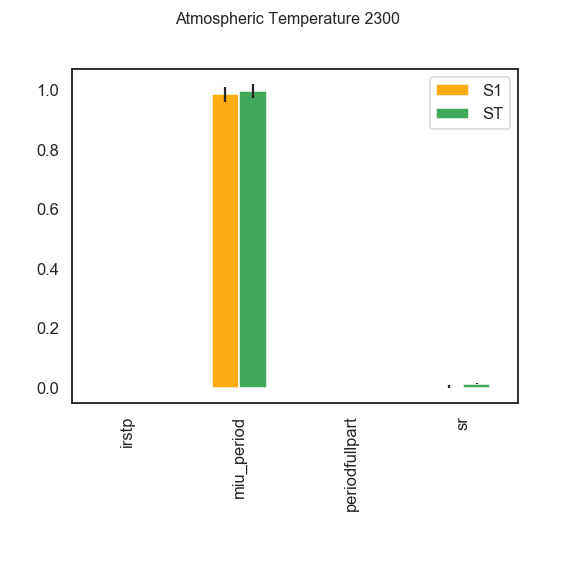 Atmospheric Temperature 2300
S1
ST
1.0
0.8
0.6
0.4
0.2
0.0
irstp
miu_period
periodfullpart
sr